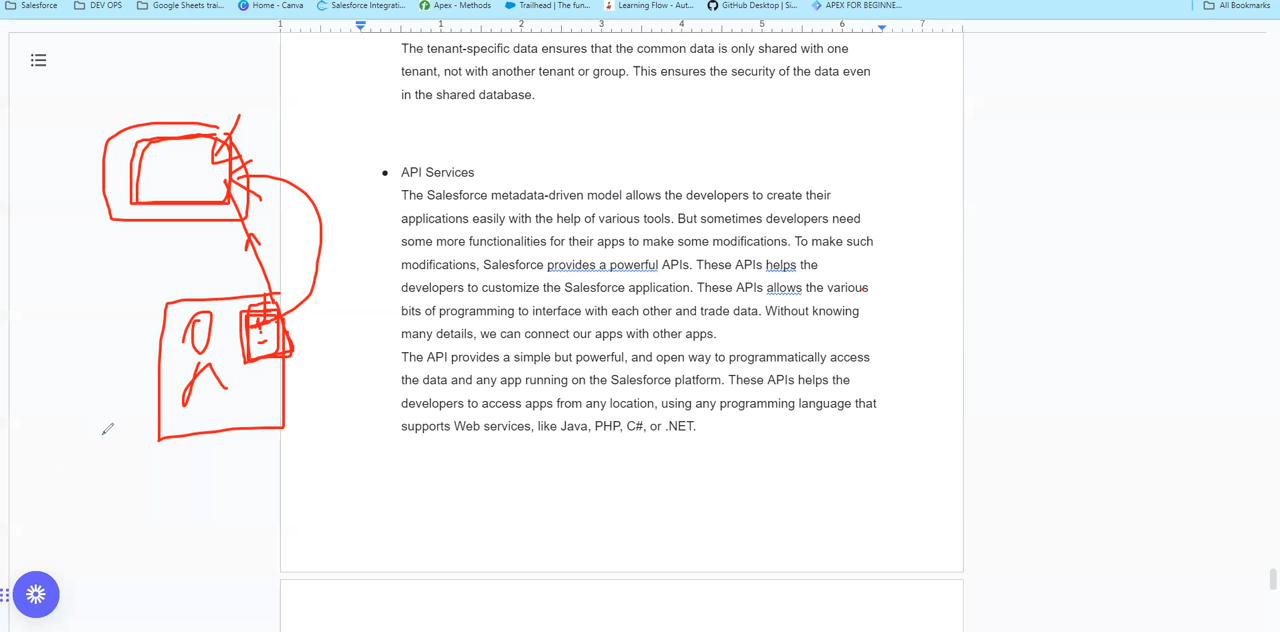 Salesforce
DEV OPS
Google Sheets trai...
Home - Canva
Salesforce Integrati...
Apex - Methods
Trailhead | The fun...
Learning Flow - Aut...
GitHub Desktop | Si...
APEX FOR BEGINNE...
All Bookmarks
1 1 2 3 4 5 6 7
The tenant-specific data ensures that the common data is only shared with one
tenant, not with another tenant or group. This ensures the security of the data even
in the shared database.
● API Services
The Salesforce metadata-driven model allows the developers to create their
applications easily with the help of various tools. But sometimes developers need
some more functionalities for their apps to make some modifications. To make such
modifications, Salesforce provides a powerful APIs. These APIs helps the
developers to customize the Salesforce application. These APIs allows the various
bits of programming to interface with each other and trade data. Without knowing
many details, we can connect our apps with other apps.
The API provides a simple but powerful, and open way to programmatically access
the data and any app running on the Salesforce platform. These APIs helps the
developers to access apps from any location, using any programming language that
supports Web services, like Java, PHP, C#, or .NET.